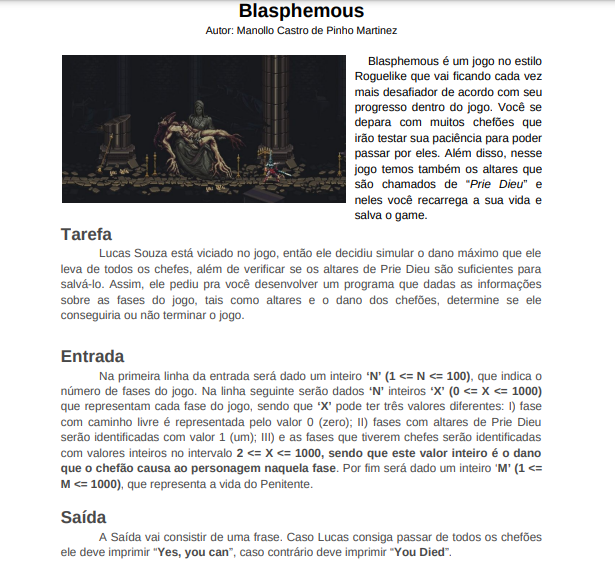 Blasphemous
Autor: Manollo Castro de Pinho Martinez
Blasphemous é um jogo no estilo
Roguelike que vai ficando cada vez
mais desafiador de acordo com seu
progresso dentro do jogo. Você se
depara com muitos chefões que
irão testar sua paciência para poder
passar por eles. Além disso, nesse
jogo temos também os altares que
são chamados de “Prie Dieu” e
neles você recarrega a sua vida e
salva o game.
Tarefa
Lucas Souza está viciado no jogo, então ele decidiu simular o dano máximo que ele
leva de todos os chefes, além de verificar se os altares de Prie Dieu são suficientes para
salvá-lo. Assim, ele pediu pra você desenvolver um programa que dadas as informações
sobre as fases do jogo, tais como altares e o dano dos chefões, determine se ele
conseguiria ou não terminar o jogo.
Entrada
Na primeira linha da entrada será dado um inteiro ‘N’ (1 <= N <= 100), que indica o
número de fases do jogo. Na linha seguinte serão dados ‘N’ inteiros ‘X’ (0 <= X <= 1000)
que representam cada fase do jogo, sendo que ‘X’ pode ter três valores diferentes: I) fase
com caminho livre é representada pelo valor 0 (zero); II) fases com altares de Prie Dieu
serão identificadas com valor 1 (um); III) e as fases que tiverem chefes serão identificadas
com valores inteiros no intervalo 2 <= X <= 1000, sendo que este valor inteiro é o dano
que o chefão causa ao personagem naquela fase. Por fim será dado um inteiro ‘M’ (1 <=
M <= 1000), que representa a vida do Penitente.
Saída
A Saída vai consistir de uma frase. Caso Lucas consiga passar de todos os chefões
ele deve imprimir “Yes, you can”, caso contrário deve imprimir “You Died”.